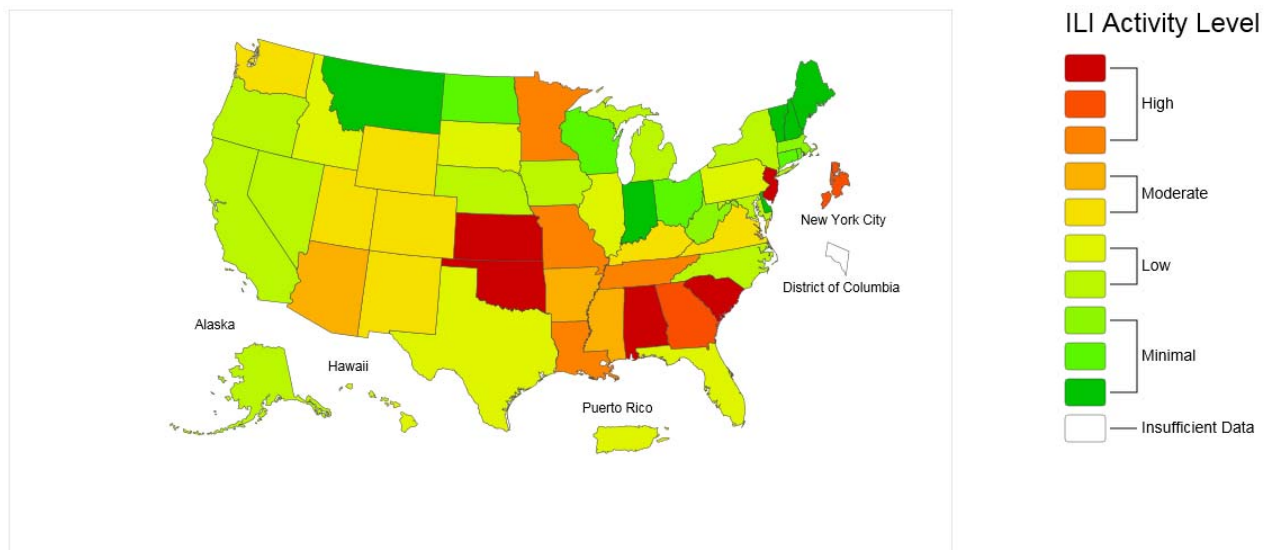 ILI Activity Level
High
Moderate
Low
Minimal
Insufficient Data
New York City
District of Columbia
Alaska
Hawaii
Puerto Rico